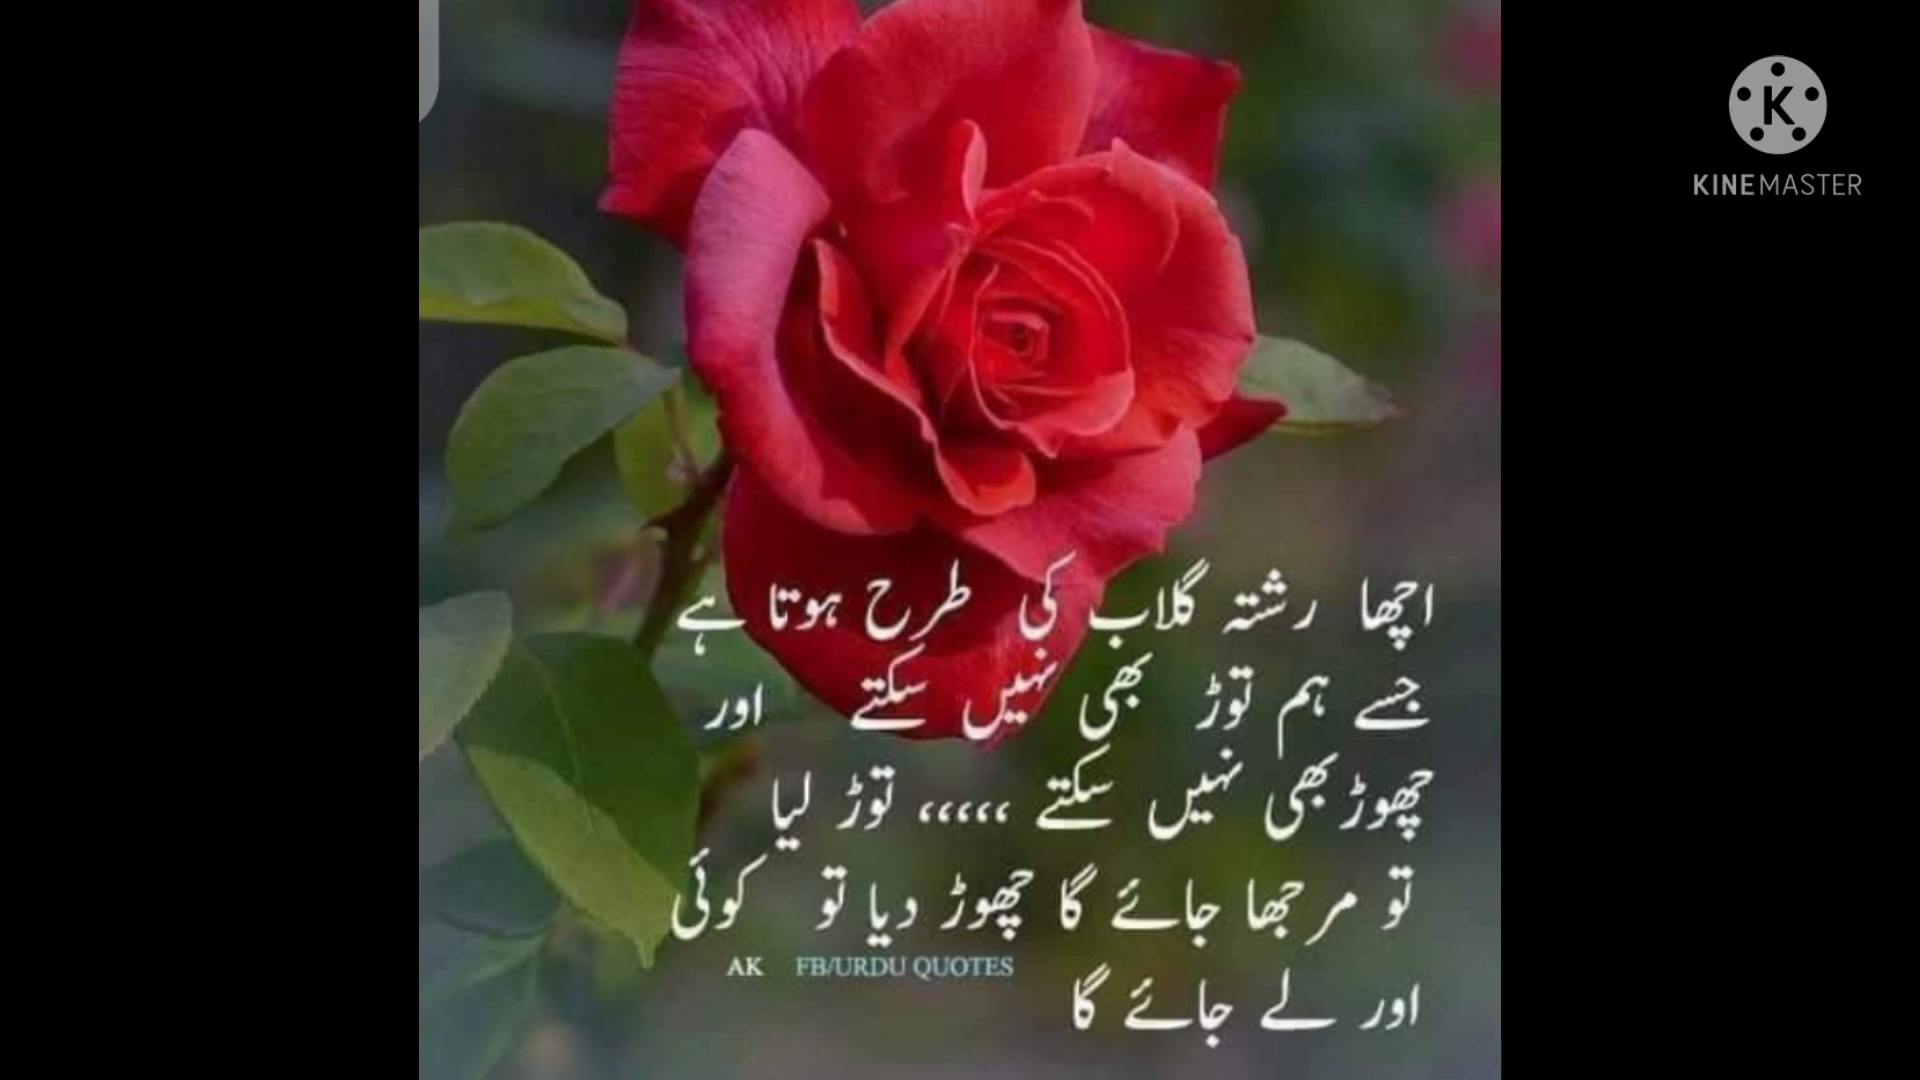 KINEMASTER
اچھا رشتہ گلاب کی طرح ہوتا ہے
جسے ہم توڑ بھی نہیں سکتے اور
چھوڑ بھی نہیں سکتے ،،،،،، توڑ لیا
تو مرجھا جائے گا چھوڑ دیا تو کوئی
AK FB/URDU QUOTES
اور لے جائے گا